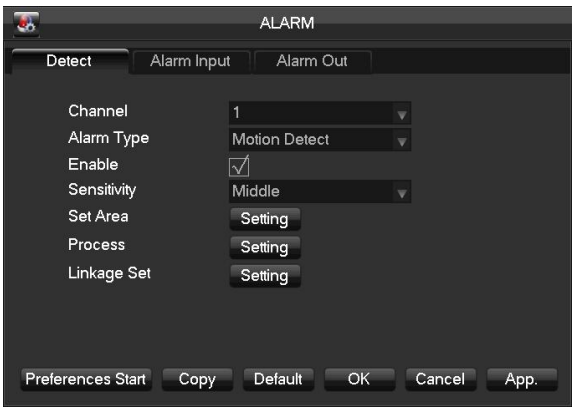 ALARM
Detect Alarm Input Alarm Out
Channel 1
Alarm Type Motion Detect
Enable
Sensitivity Middle
Set Area Setting
Process Setting
Linkage Set Setting
Preferences Start Copy Default OK Cancel App.